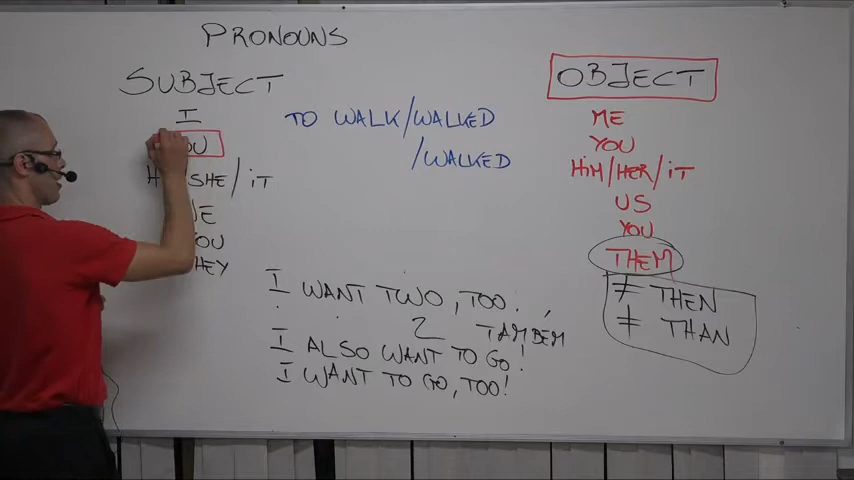 PRONOUNS
SUBJECT
I
SHE/IT
THEY
TO WALK/WALKED
/WALKED
OBJECT
ME
YOU
HIM/HER/IT
US
YOU
THEM
≠ THEN
≠ THAN
I WANT TWO, TOO.
2 TAMBÉM
I ALSO WANT TO GO!
I WANT TO GO, TOO!